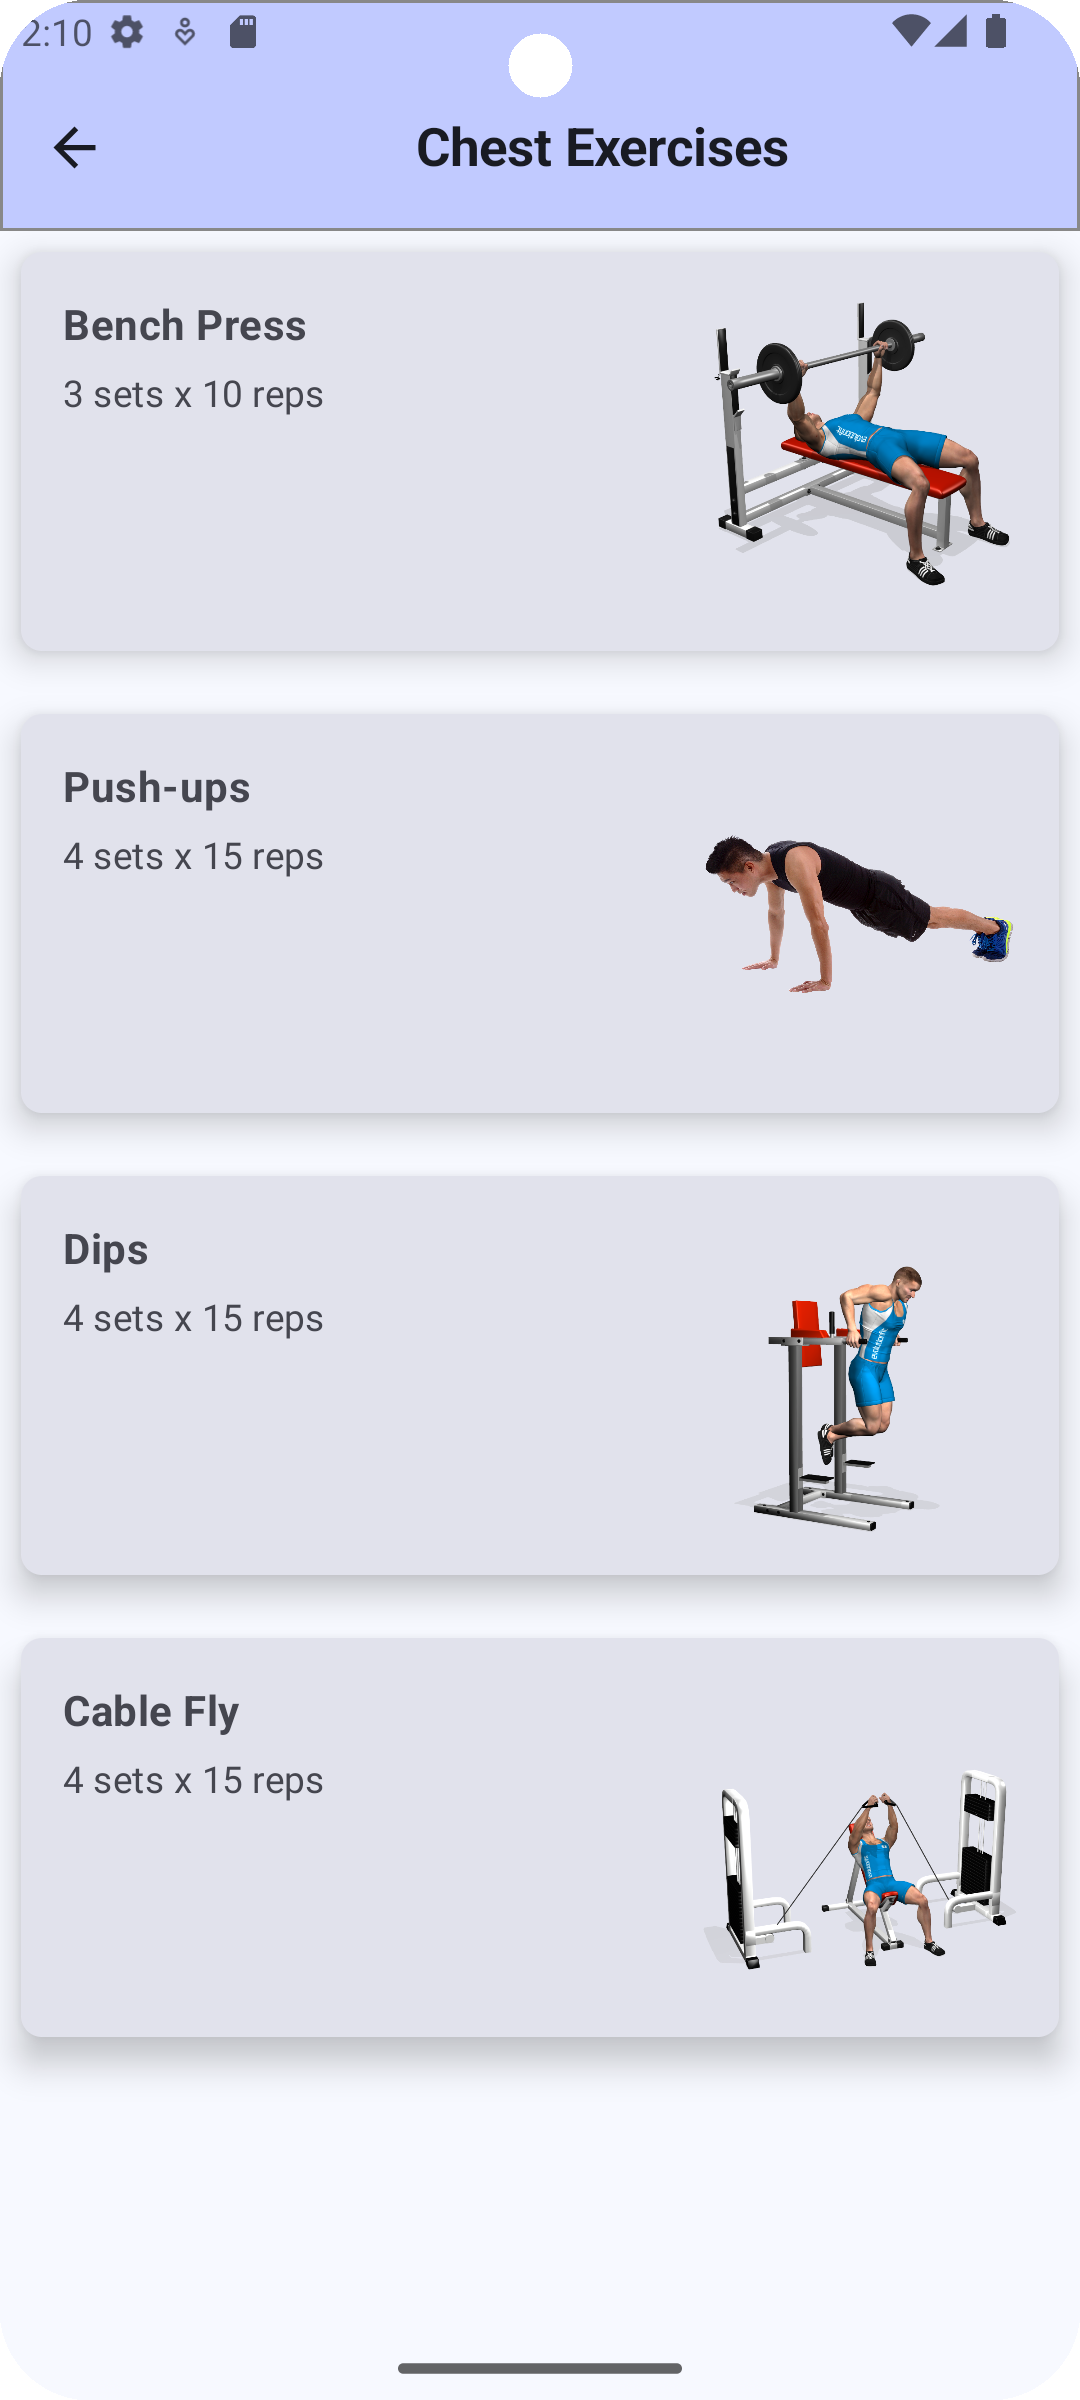 2:10
Chest Exercises
Bench Press
3 sets x 10 reps
Push-ups
4 sets x 15 reps
Dips
4 sets x 15 reps
Cable Fly
4 sets x 15 reps